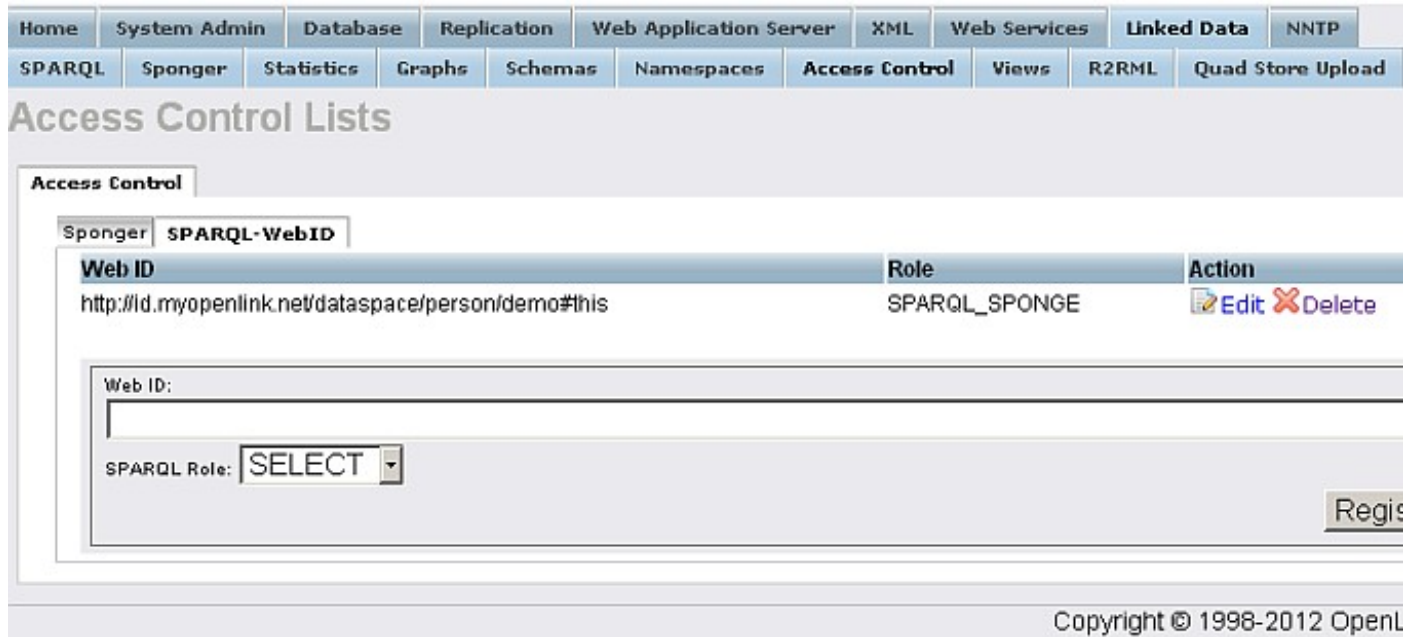 Home System Admin Database Replication Web Application Server XML Web Services Linked Data NNTP
SPARQL Sponger Statistics Graphs Schemas Namespaces Access Control Views R2RML Quad Store Upload
Access Control Lists
Access Control
Sponger SPARQL-WebID
Web ID Role Action
http://id.myopenlink.net/dataspace/person/demo#this SPARQL_SPONGE Edit Delete
Web ID:
SPARQL Role: SELECT
Regis
Copyright © 1998-2012 OpenL